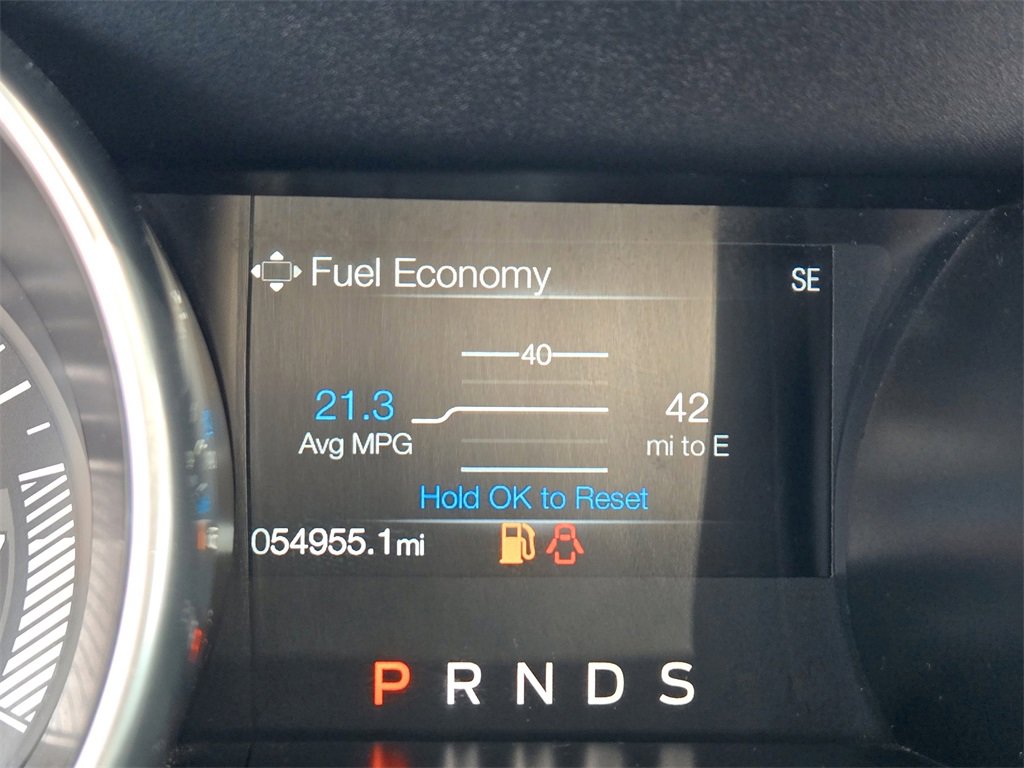 Fuel Economy SE
40
21.3 42
Avg MPG mi to E
Hold OK to Reset
054955.1mi
P R N D S